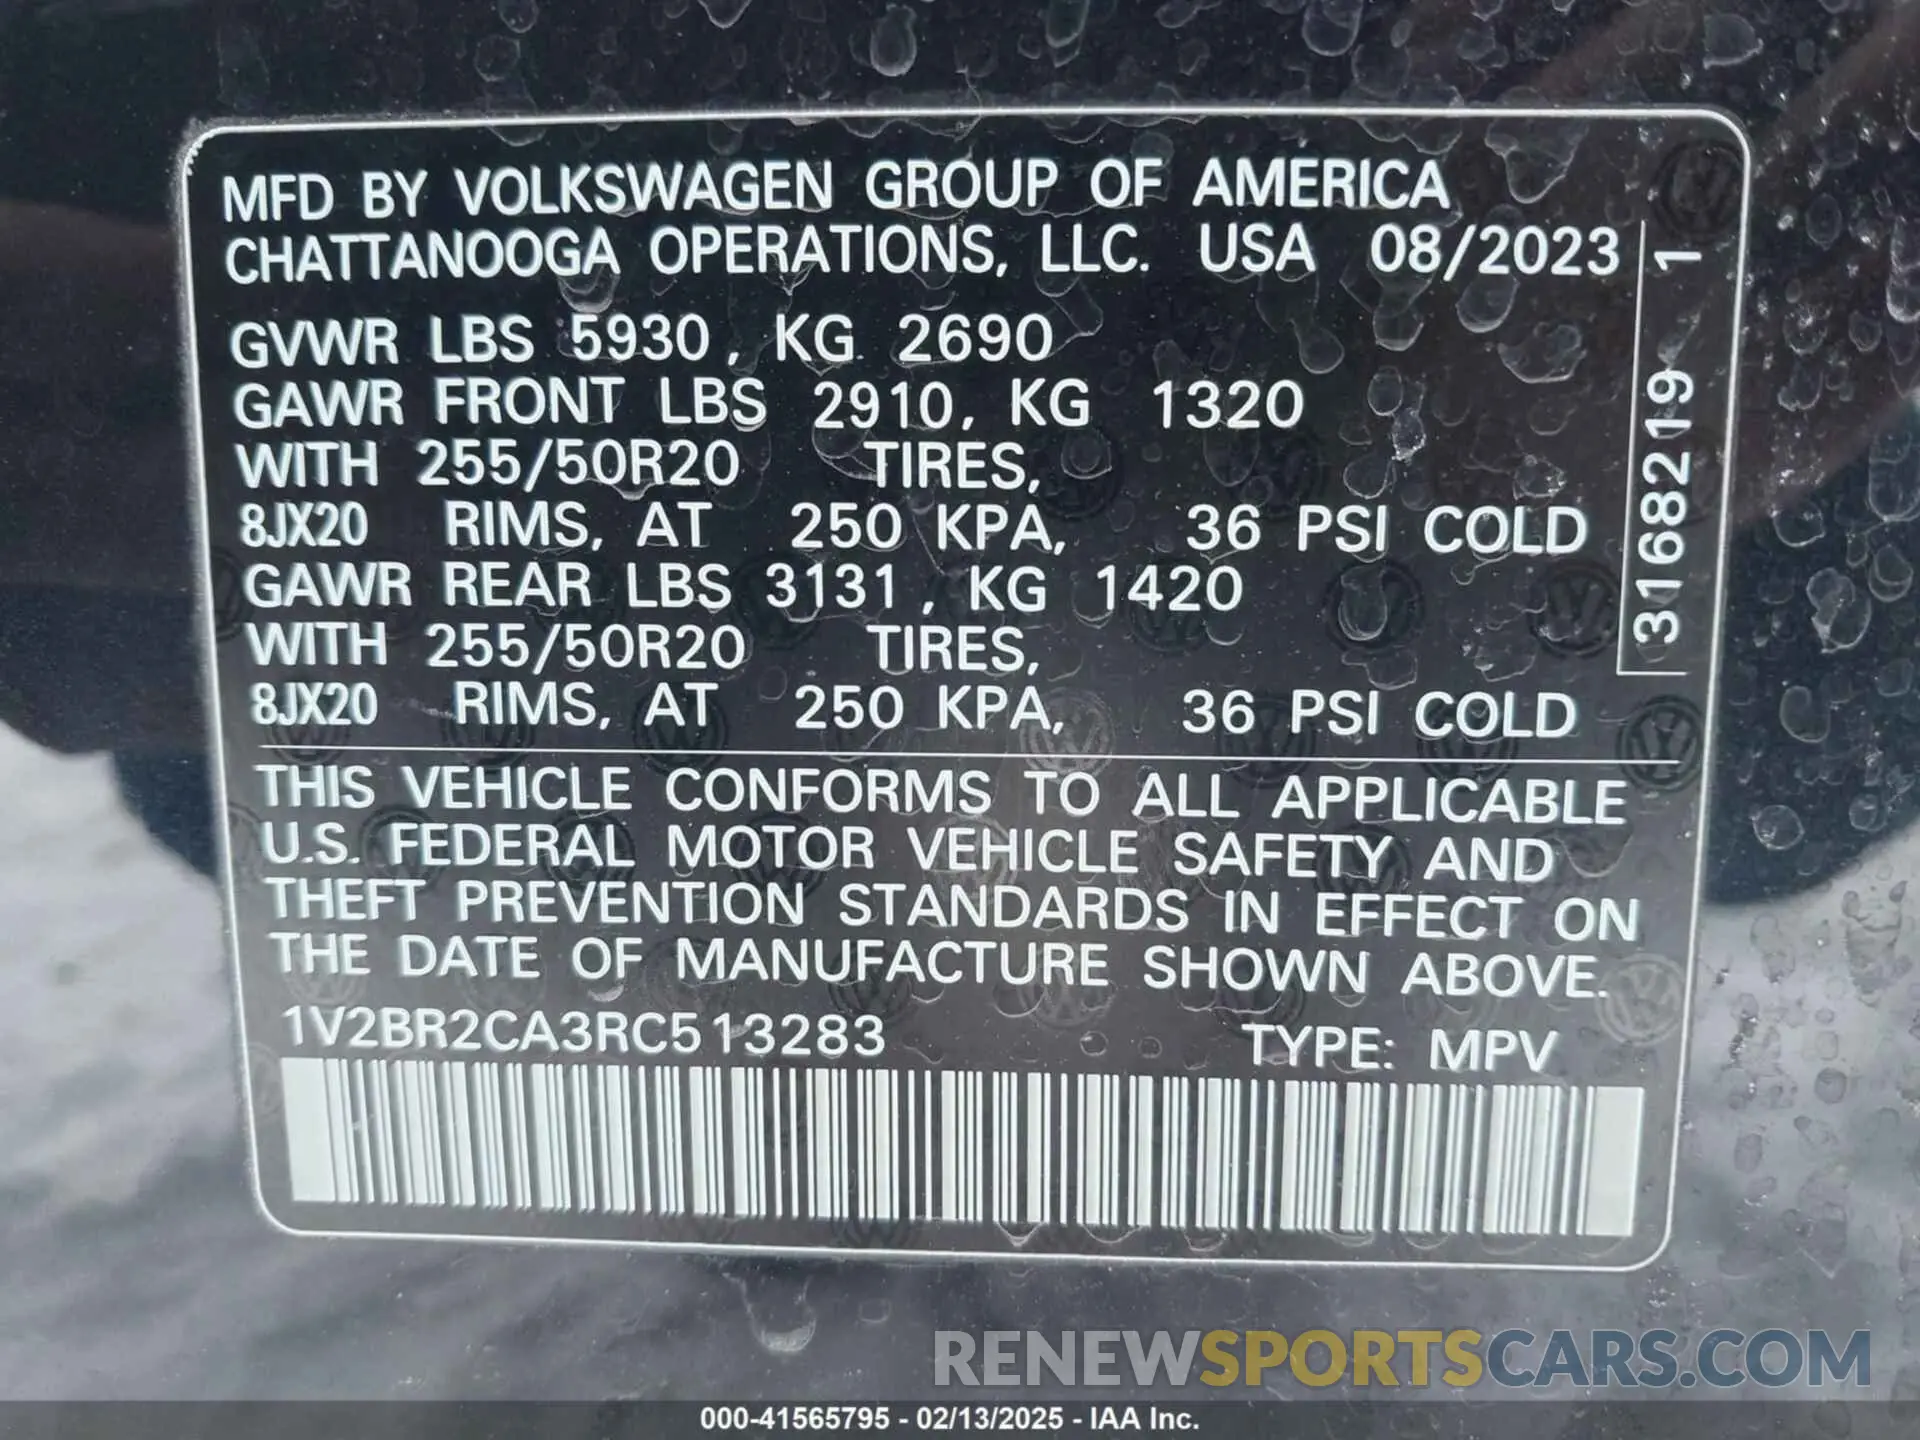 MFD BY VOLKSWAGEN GROUP OF AMERICA
CHATTANOOGA OPERATIONS, LLC. USA 08/2023
GVWR LBS 5930, KG 2690
GAWR FRONT LBS 2910, KG 1320
WITH 255/50R20 TIRES,
8JX20 RIMS, AT 250 KPA, 36 PSI COLD
GAWR REAR LBS 3131, KG 1420
WITH 255/50R20 TIRES,
8JX20 RIMS, AT 250 KPA, 36 PSI COLD
3168219 1
THIS VEHICLE CONFORMS TO ALL APPLICABLE
U.S. FEDERAL MOTOR VEHICLE SAFETY AND
THEFT PREVENTION STANDARDS IN EFFECT ON
THE DATE OF MANUFACTURE SHOWN ABOVE.
1V2BR2CA3RC513283 TYPE: MPV
RENEWSPORTSCARS.COM
000-41565795 - 02/13/2025 - IAA Inc.